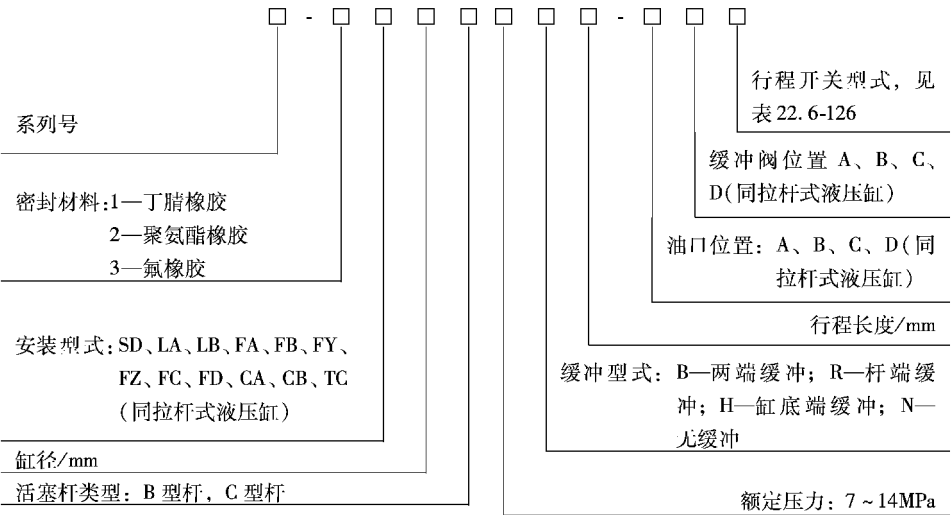 □-□□□□□□□-□□□
系列号
密封材料:1—丁腈橡胶
2—聚氨酯橡胶
3—氟橡胶
安装型式:SD、LA、LB、FA、FB、FY、
FZ、FC、FD、CA、CB、TC
(同拉杆式液压缸)
缸径/mm
活塞杆类型: B 型杆, C 型杆
行程开关型式, 见
表 22. 6-126
缓冲阀位置 A、B、C、
D(同拉杆式液压缸)
油口位置: A、B、C、D(同
拉杆式液压缸)
行程长度/mm
缓冲型式: B—两端缓冲; R—杆端缓
冲; H—缸底端缓冲; N—
无缓冲
额定压力: 7 ~ 14MPa